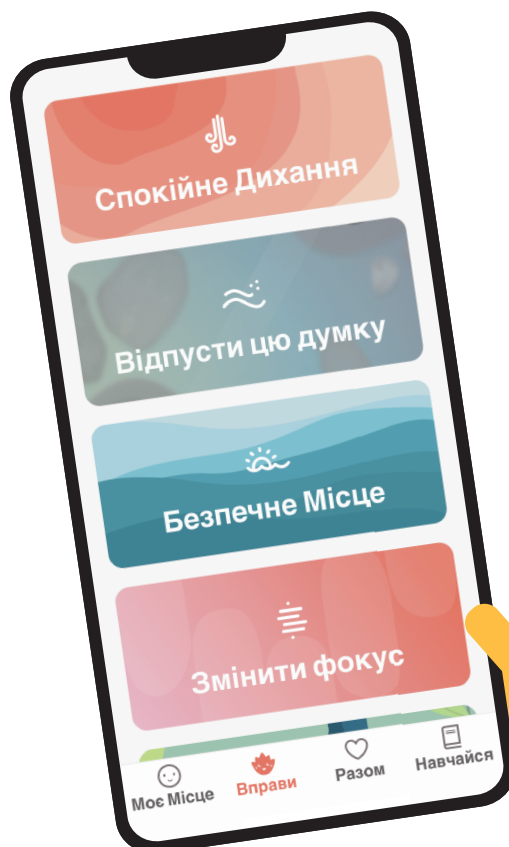 Спокійне Дихання
Відпусти цю думку
Безпечне Місце
Змінити фокус
Моє Місце
Вправи
Разом
Навчайся